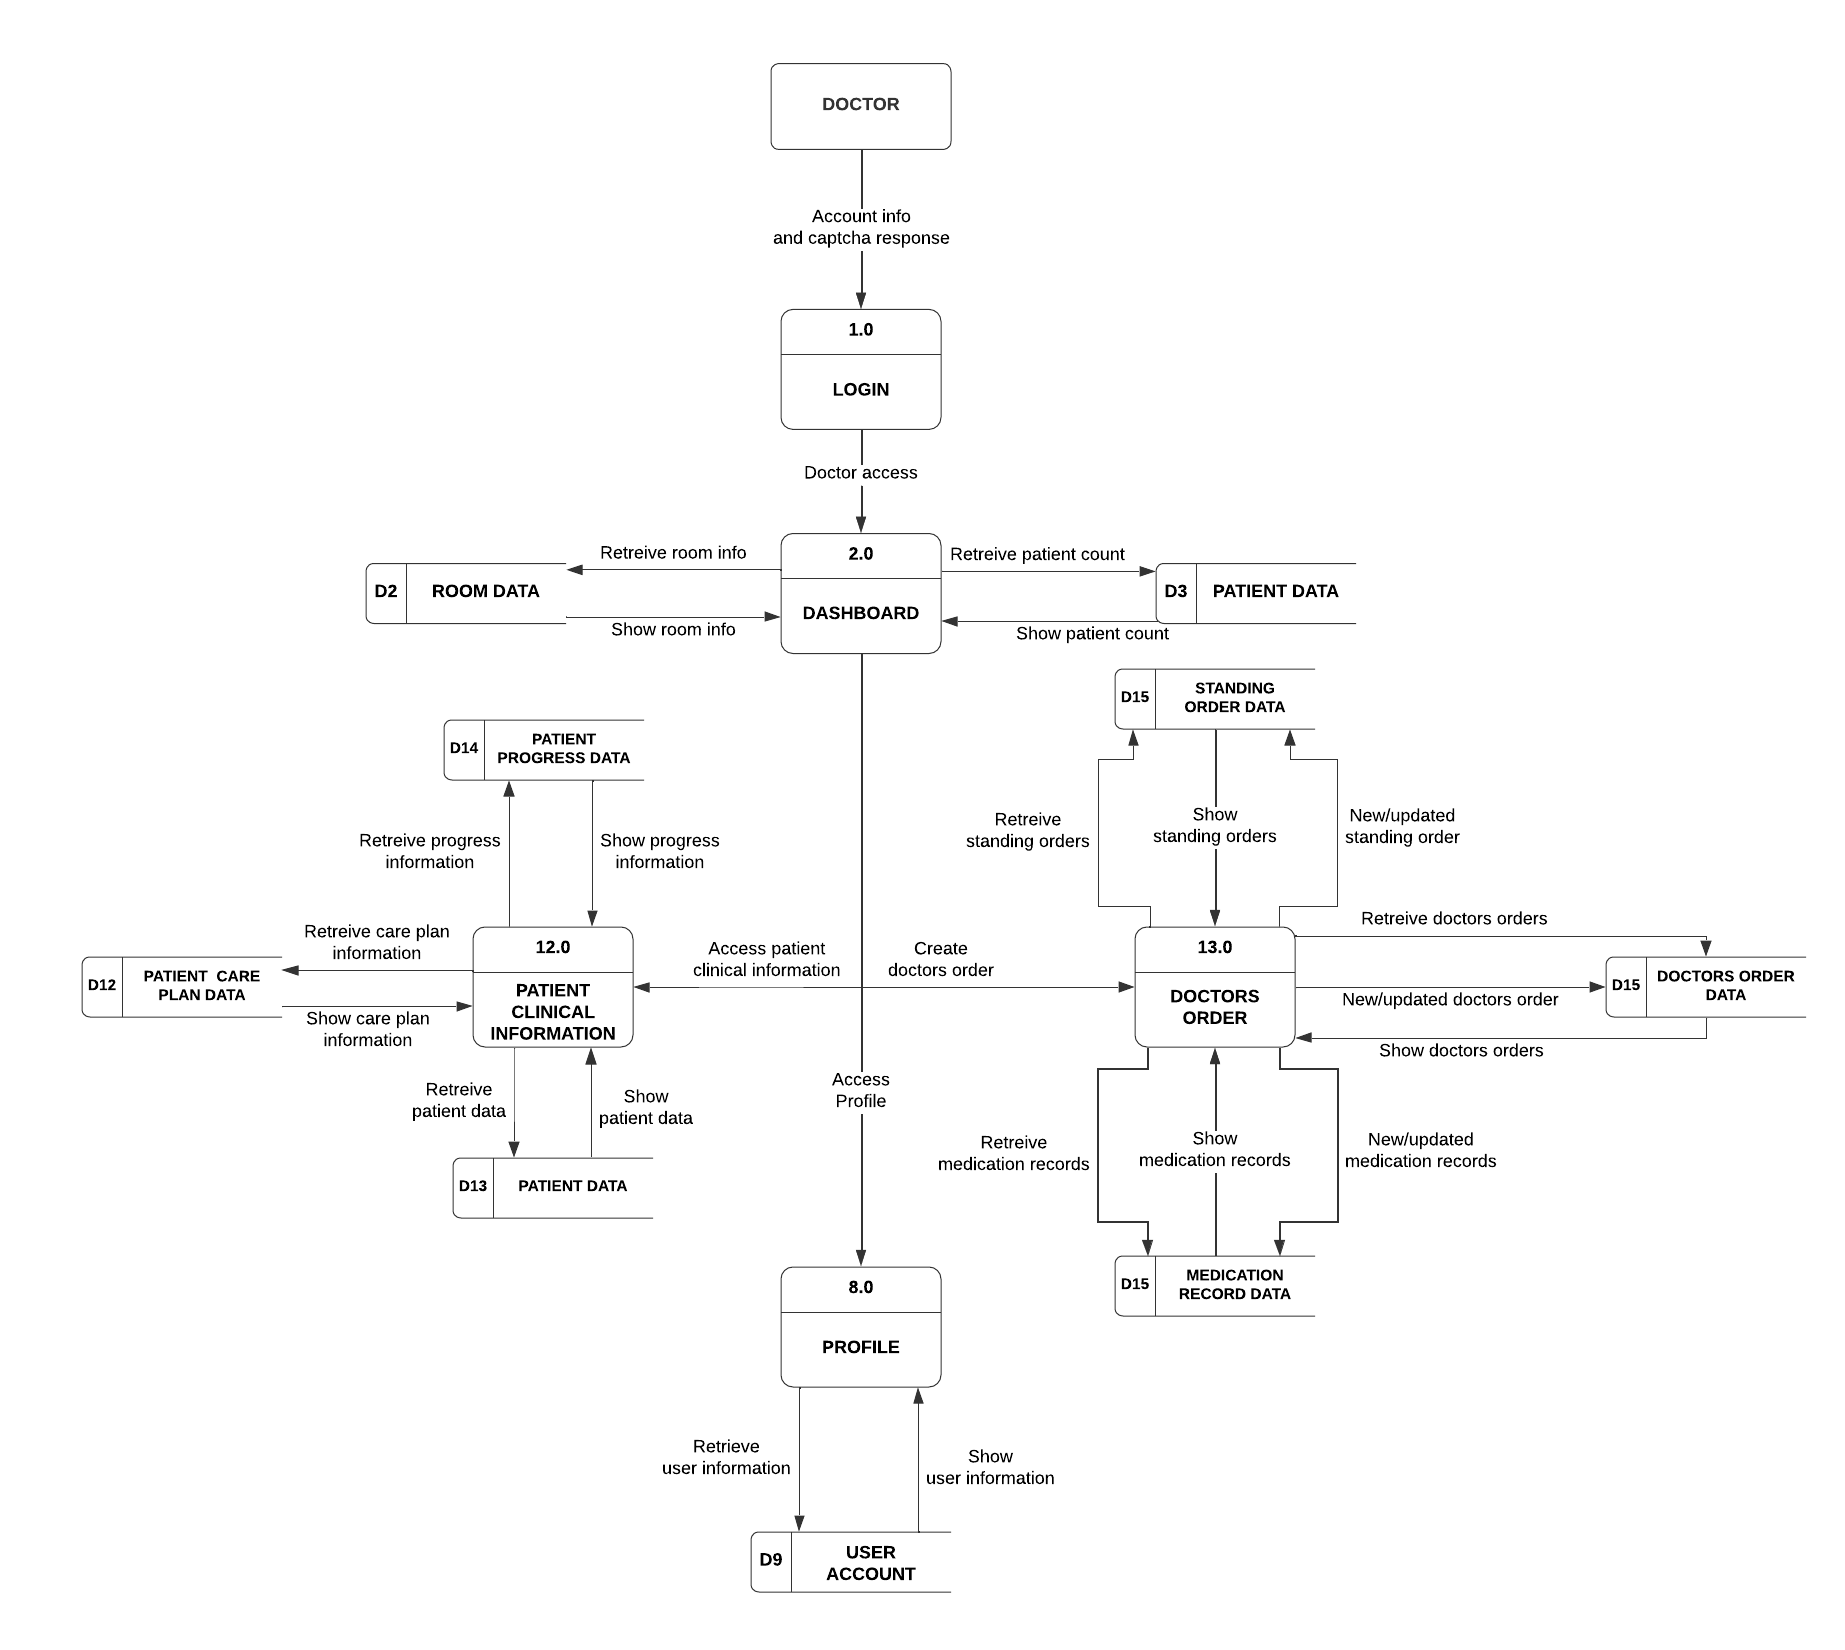 DOCTOR
Account info
and captcha response
1.0
LOGIN
Doctor access
Retreive room info
2.0
Retreive patient count
D2
ROOM DATA
DASHBOARD
D3
PATIENT DATA
Show room info
Show patient count
D15
STANDING
ORDER DATA
D14
PATIENT
PROGRESS DATA
Retreive progress
information
Show progress
information
Retreive
standing orders
Show
standing orders
New/updated
standing order
Retreive care plan
information
12.0
Access patient
clinical information
Create
doctors order
13.0
Retreive doctors orders
D12
PATIENT  CARE
PLAN DATA
PATIENT
CLINICAL
INFORMATION
DOCTORS
ORDER
New/updated doctors order
D15
DOCTORS ORDER
DATA
Show care plan
information
Show doctors orders
Retreive
patient data
Show
patient data
Access
Profile
Retreive
medication records
Show
medication records
New/updated
medication records
D13
PATIENT DATA
D15
MEDICATION
RECORD DATA
8.0
PROFILE
Retrieve
user information
Show
user information
D9
USER
ACCOUNT